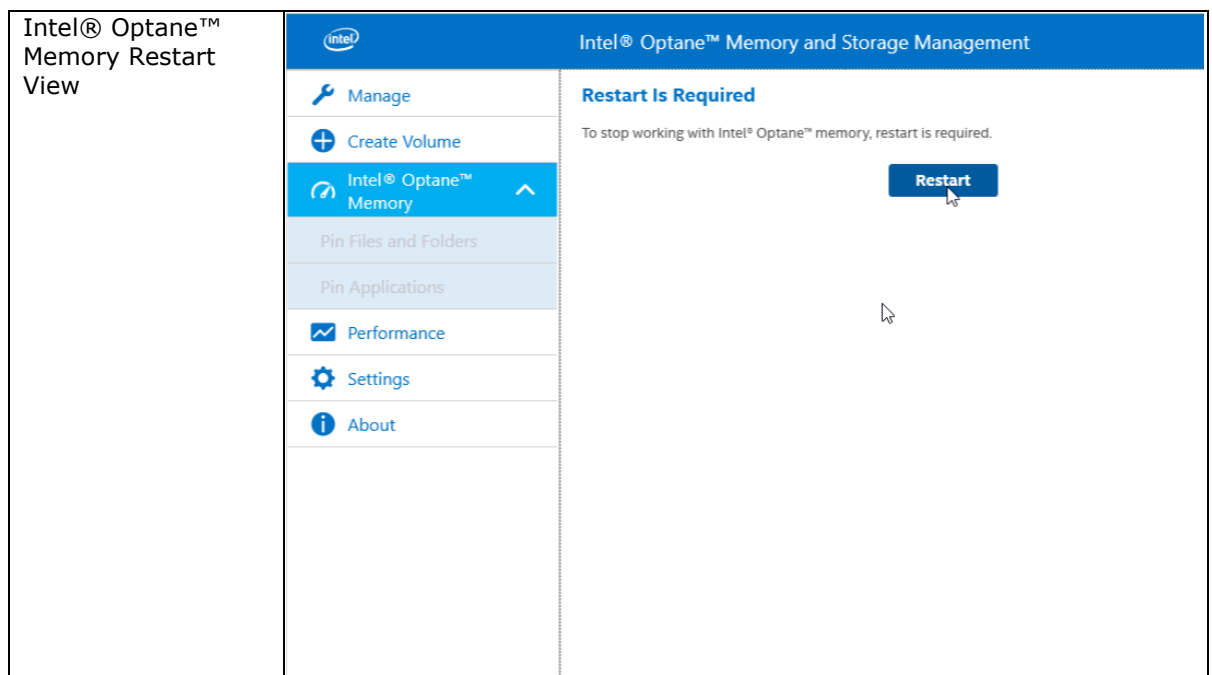 Intel® Optane™
Memory Restart
View
intel
Intel® Optane™ Memory and Storage Management
Manage
Create Volume
Intel® Optane™
Memory
Pin Files and Folders
Pin Applications
Performance
Settings
About
Restart Is Required
To stop working with Intel® Optane™ memory, restart is required.
Restart